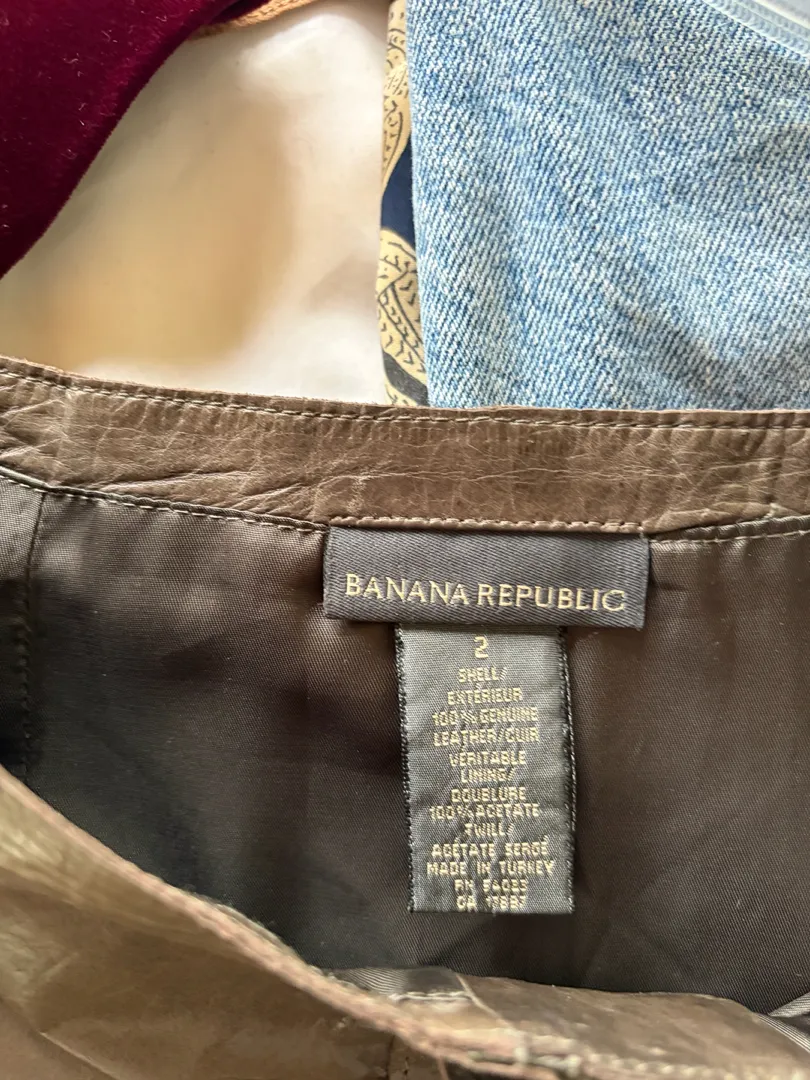 BANANA REPUBLIC
2
SHELL/
EXTÉRIEUR
100% GENUINE
LEATHER/CUIR
VÉRITABLE
LINING/
DOUBLURE
100% ACETATE
TWILL/
ACÉTATE SERGÉ
MADE IN TURKEY
RN 54023
CA 17897